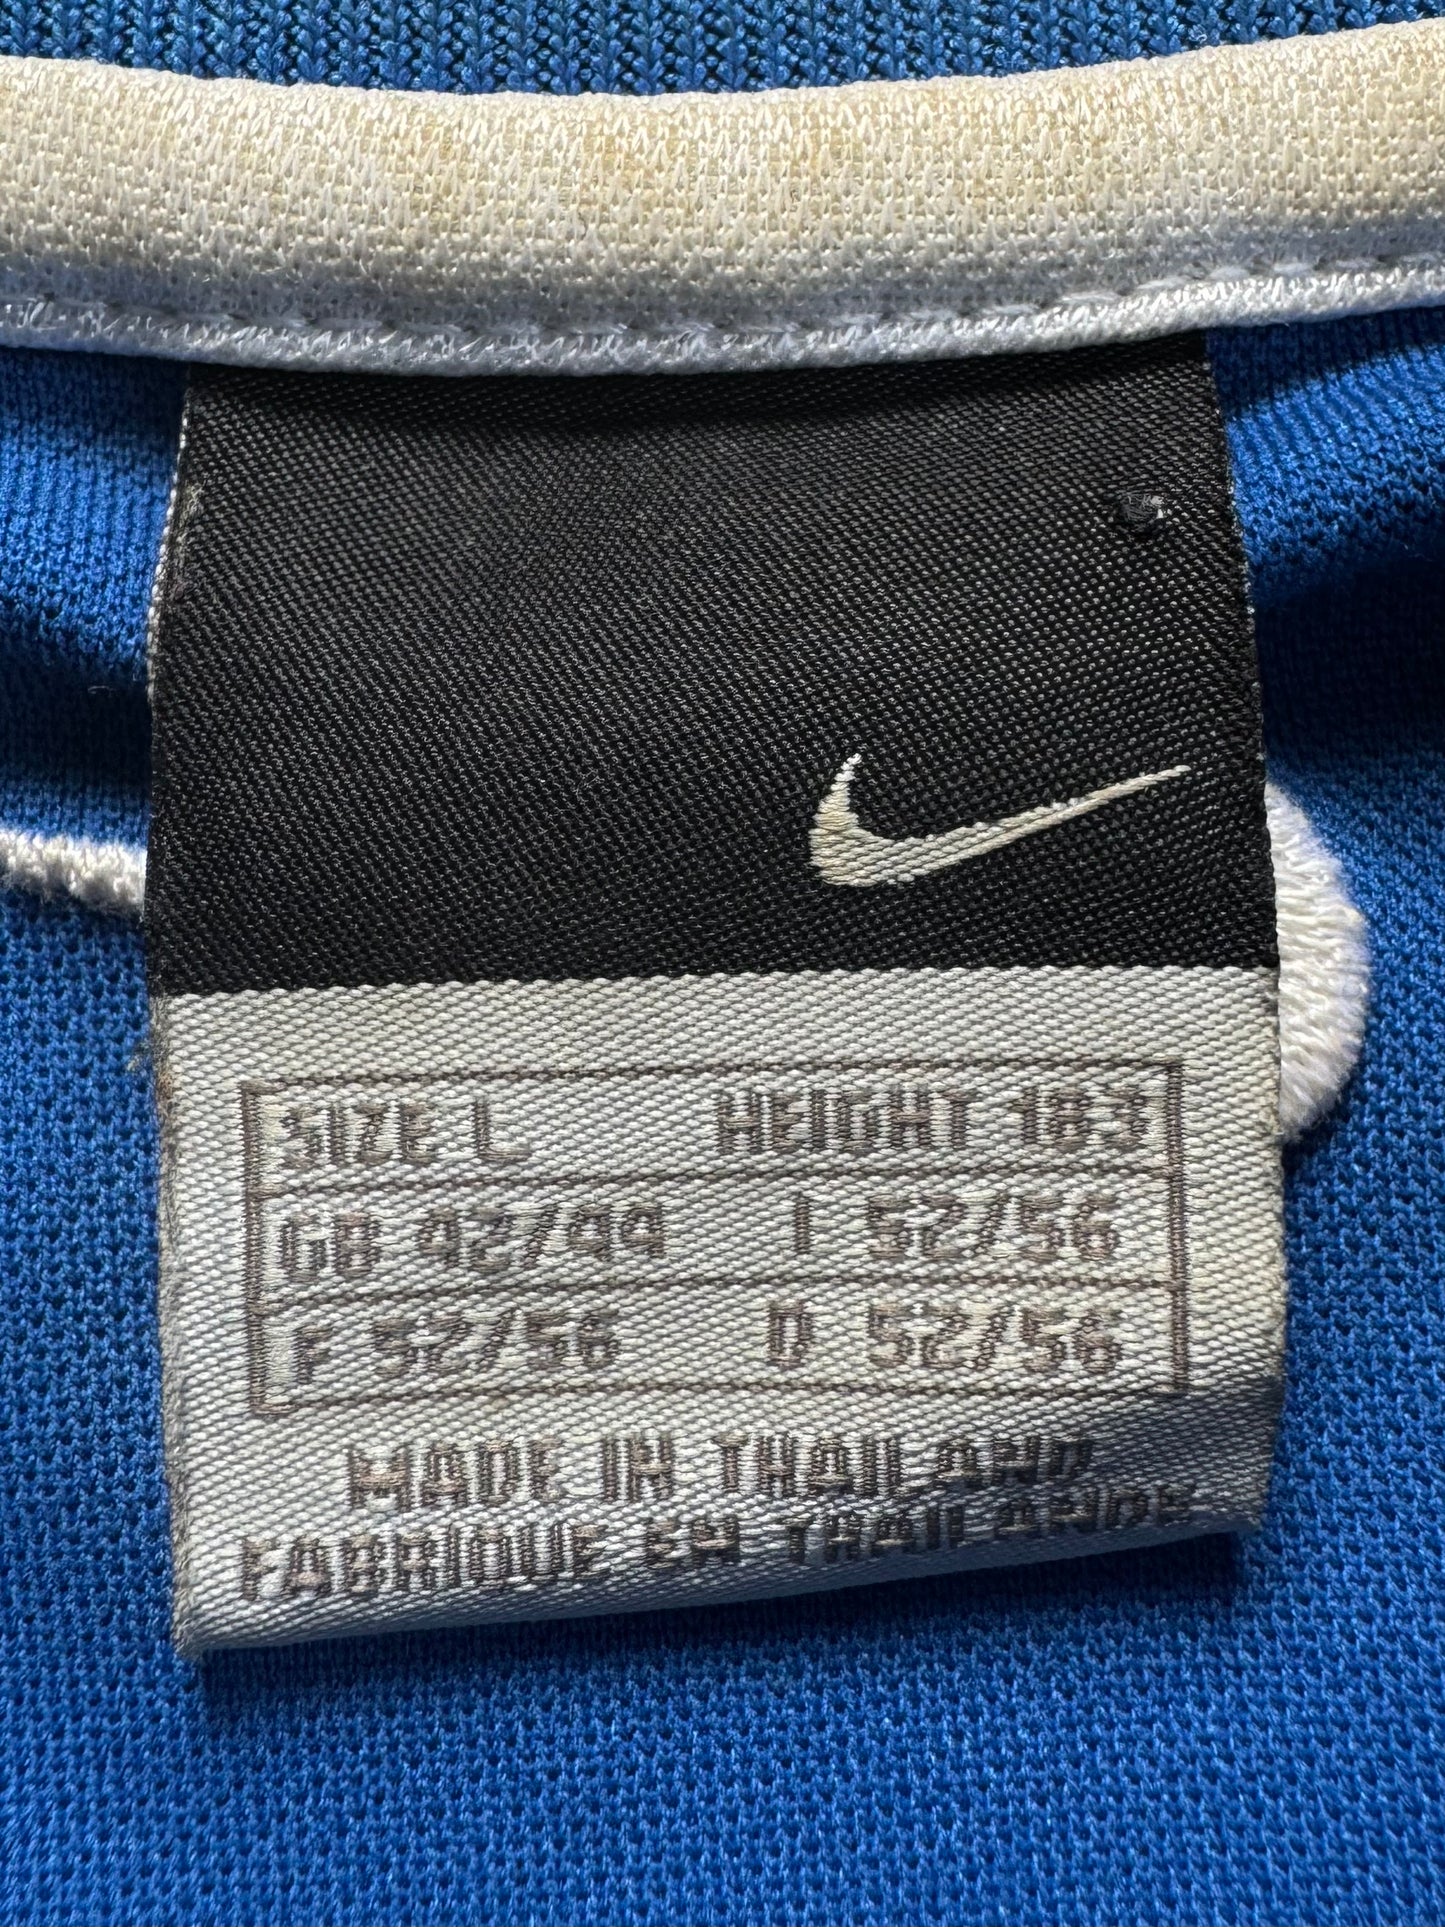 SIZE L HEIGHT 183
GB 42/44 I 52/56
F 52/56 D 52/56
MADE IN THAILAND
FABRIQUE EN THAILANDE